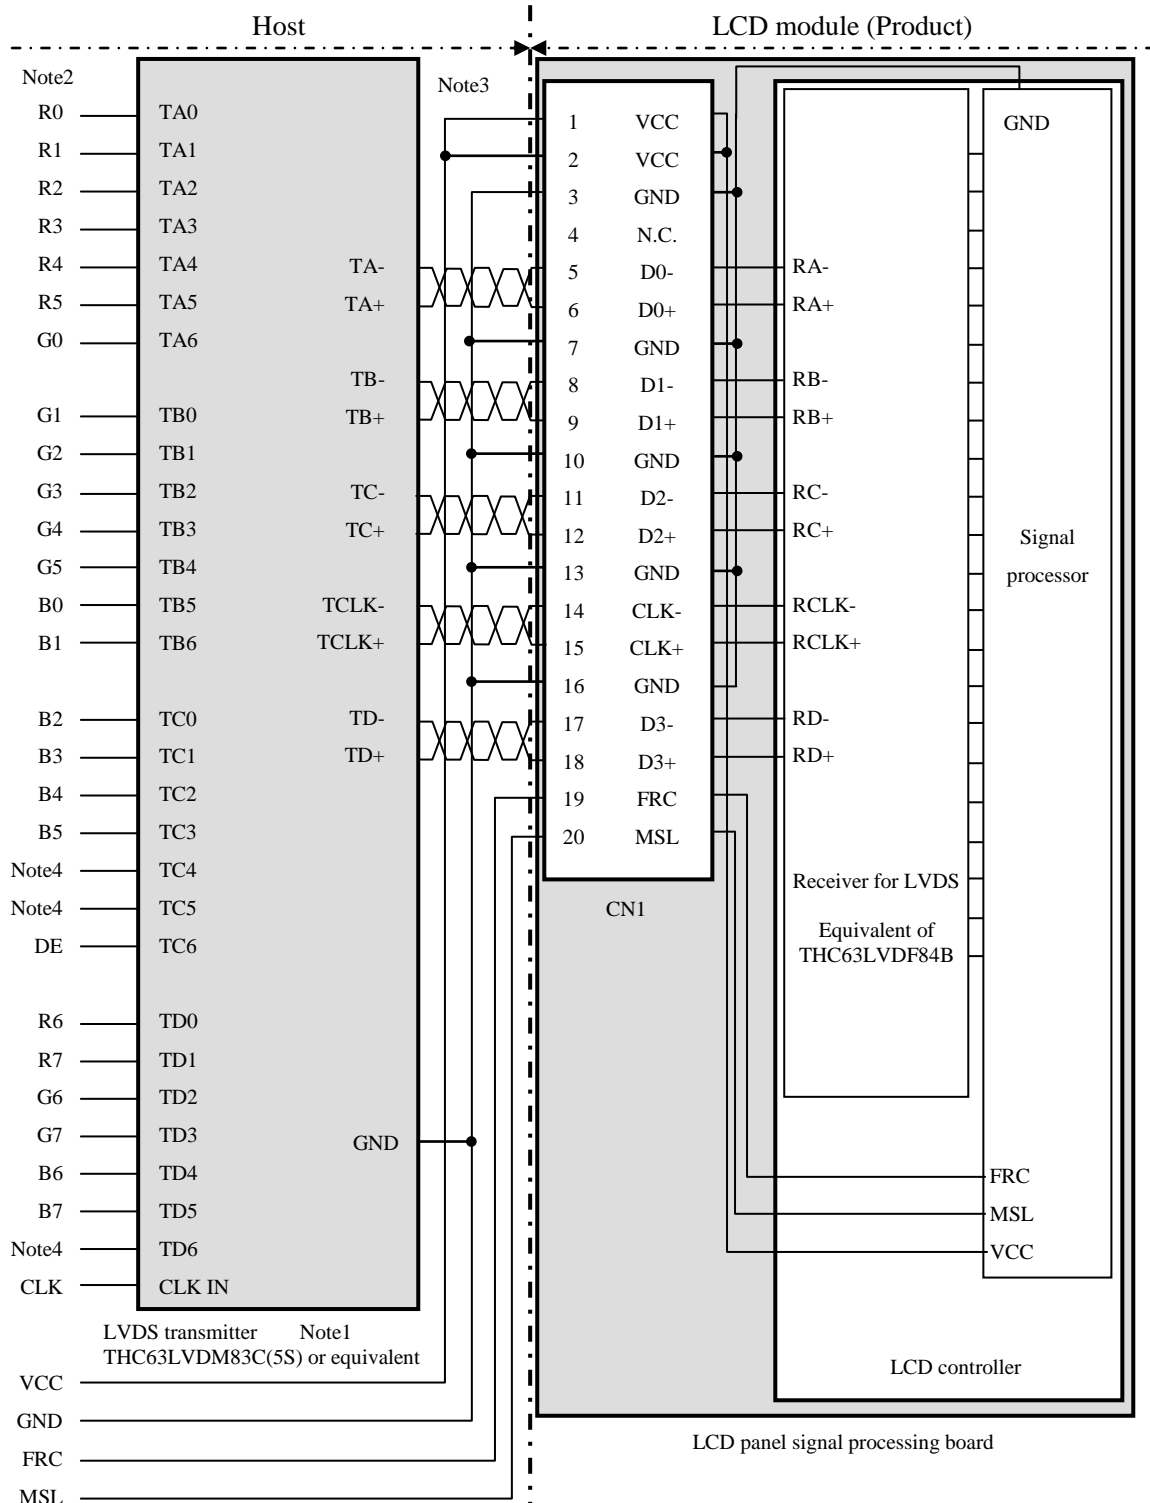 Host
LCD module (Product)
Note2
Note3
R0 TA0
R1 TA1
R2 TA2
R3 TA3
R4 TA4 TA-
R5 TA5 TA+
G0 TA6
TB-
G1 TB0 TB+
G2 TB1
G3 TB2 TC-
G4 TB3 TC+
G5 TB4
B0 TB5 TCLK-
B1 TB6 TCLK+
B2 TC0 TD-
B3 TC1 TD+
B4 TC2
B5 TC3
Note4 TC4
Note4 TC5
DE TC6
R6 TD0
R7 TD1
G6 TD2
G7 TD3 GND
B6 TD4
B7 TD5
Note4 TD6
CLK CLK IN
LVDS transmitter Note1
THC63LVDM83C(5S) or equivalent
VCC
GND
FRC
MSL
1 VCC
2 VCC
3 GND
4 N.C.
5 D0- RA-
6 D0+ RA+
7 GND
8 D1- RB-
9 D1+ RB+
10 GND
11 D2- RC-
12 D2+ RC+
13 GND
14 CLK- RCLK-
15 CLK+ RCLK+
16 GND
17 D3- RD-
18 D3+ RD+
19 FRC
20 MSL
CN1
Receiver for LVDS
Equivalent of
THC63LVDF84B
GND
Signal
processor
FRC
MSL
VCC
LCD controller
LCD panel signal processing board